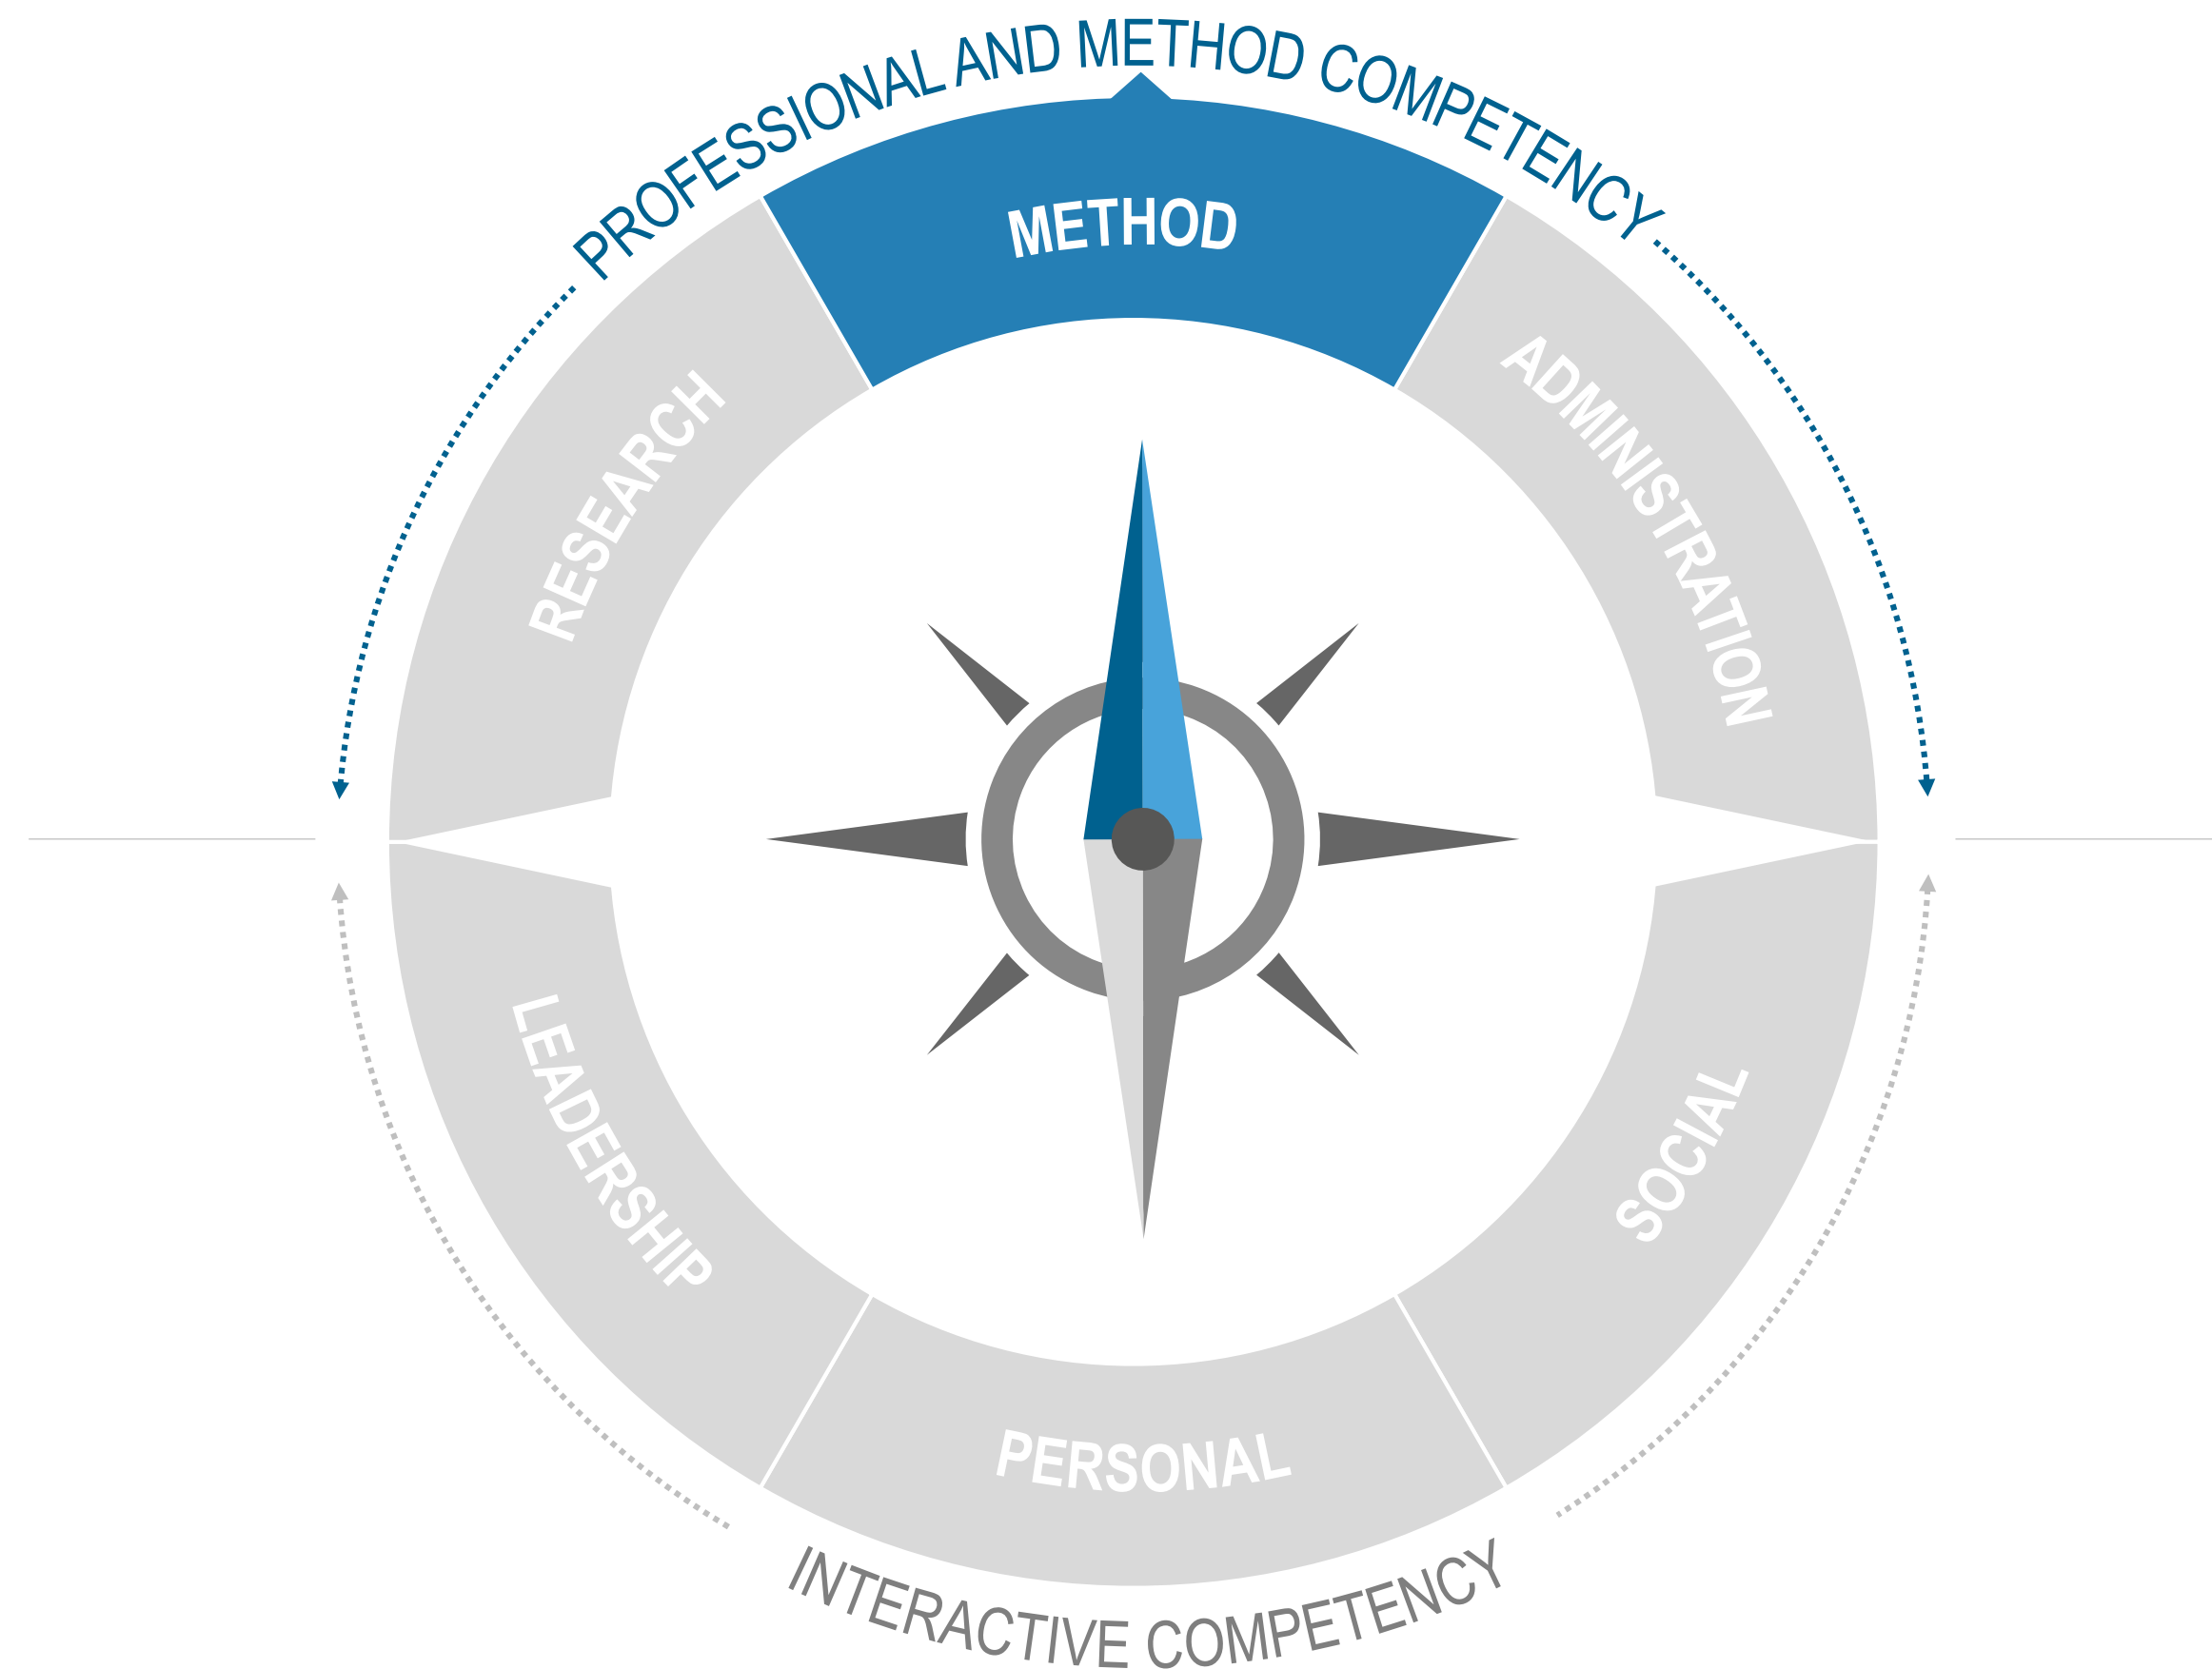 PROFESSIONAL AND METHOD COMPETENCY
METHOD
RESEARCH
ADMINISTRATION
LEADERSHIP
SOCIAL
PERSONAL
INTERACTIVE COMPETENCY